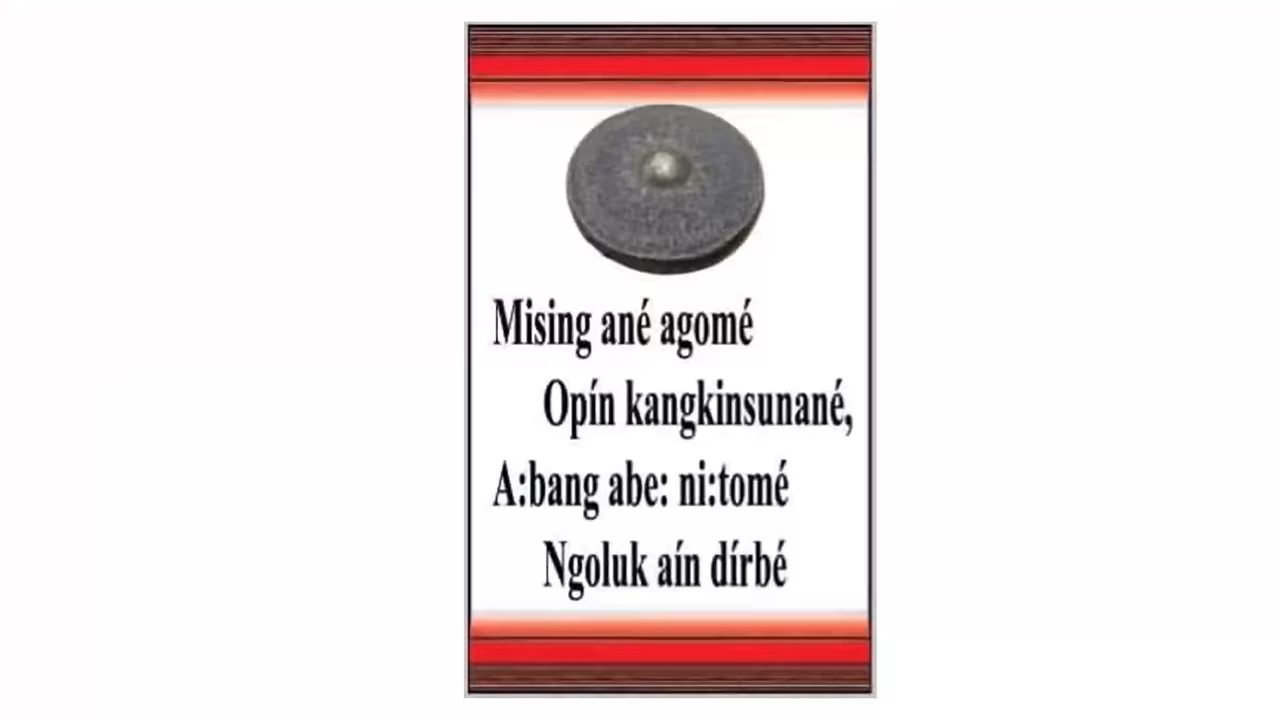 Mising ané agomé
Opín kangkinsunané,
A:bang abe: ni:tomé
Ngoluk aín dírbé